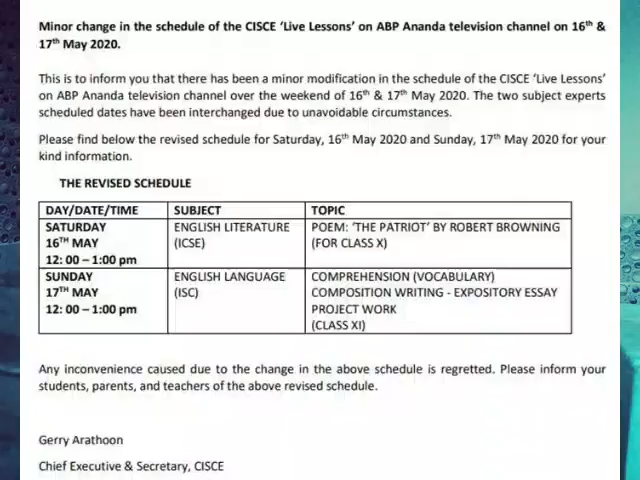 Minor change in the schedule of the CISCE ‘Live Lessons’ on ABP Ananda television channel on 16th &
17th May 2020.
This is to inform you that there has been a minor modification in the schedule of the CISCE ‘Live Lessons’
on ABP Ananda television channel over the weekend of 16th & 17th May 2020. The two subject experts
scheduled dates have been interchanged due to unavoidable circumstances.
Please find below the revised schedule for Saturday, 16th May 2020 and Sunday, 17th May 2020 for your
kind information.
THE REVISED SCHEDULE
DAY/DATE/TIME SUBJECT TOPIC
SATURDAY ENGLISH LITERATURE POEM: ‘THE PATRIOT’ BY ROBERT BROWNING
16TH MAY (ICSE) (FOR CLASS X)
12: 00 – 1:00 pm
SUNDAY ENGLISH LANGUAGE COMPREHENSION (VOCABULARY)
17TH MAY (ISC) COMPOSITION WRITING - EXPOSITORY ESSAY
12: 00 – 1:00 pm PROJECT WORK
(CLASS XI)
Any inconvenience caused due to the change in the above schedule is regretted. Please inform your
students, parents, and teachers of the above revised schedule.
Gerry Arathoon
Chief Executive & Secretary, CISCE